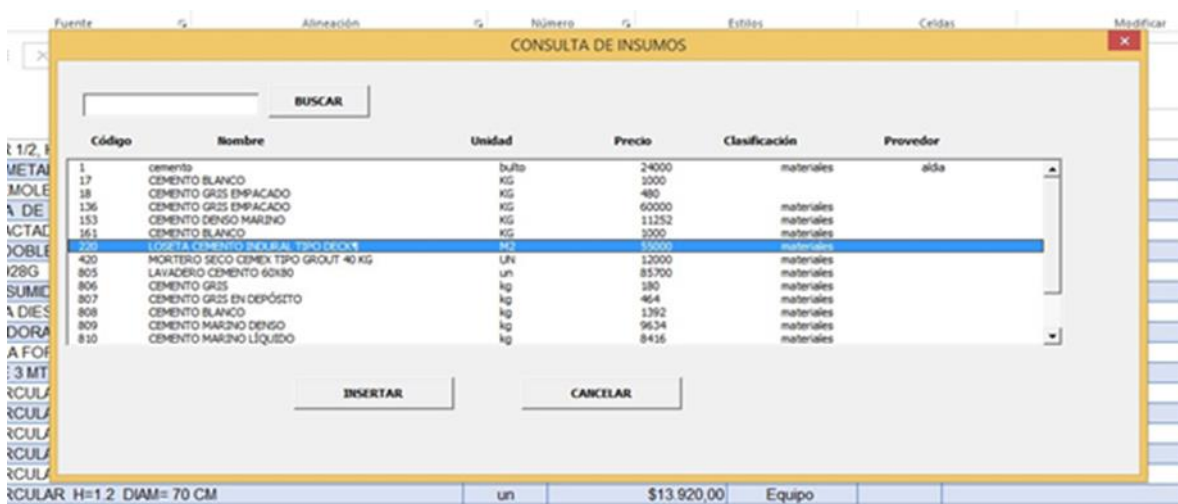 Fuente Alineación Número Estilos Celdas Modificar
CONSULTA DE INSUMOS
BUSCAR
Código Nombre Unidad Precio Clasificación Provedor
1 cemento bulto 24000 materiales aldia
17 CEMENTO BLANCO KG 1000
18 CEMENTO GRIS EMPACADO KG 480
136 CEMENTO GRIS EMPACADO KG 60000 materiales
153 CEMENTO DENSO MARINO KG 11252 materiales
161 CEMENTO BLANCO KG 1000 materiales
220 LOSETA CEMENTO INDURAL TIPO DECK¶ M2 55000 materiales
420 MORTERO SECO CEMEX TIPO GROUT 40 KG UN 12000 materiales
805 LAVADERO CEMENTO 60X80 un 85700 materiales
806 CEMENTO GRIS kg 180 materiales
807 CEMENTO GRIS EN DEPÓSITO kg 464 materiales
808 CEMENTO BLANCO kg 1392 materiales
809 CEMENTO MARINO DENSO kg 9634 materiales
810 CEMENTO MARINO LÍQUIDO kg 8416 materiales
INSERTAR CANCELAR
RCULAR H=1.2 DIAM= 70 CM un $13.920,00 Equipo